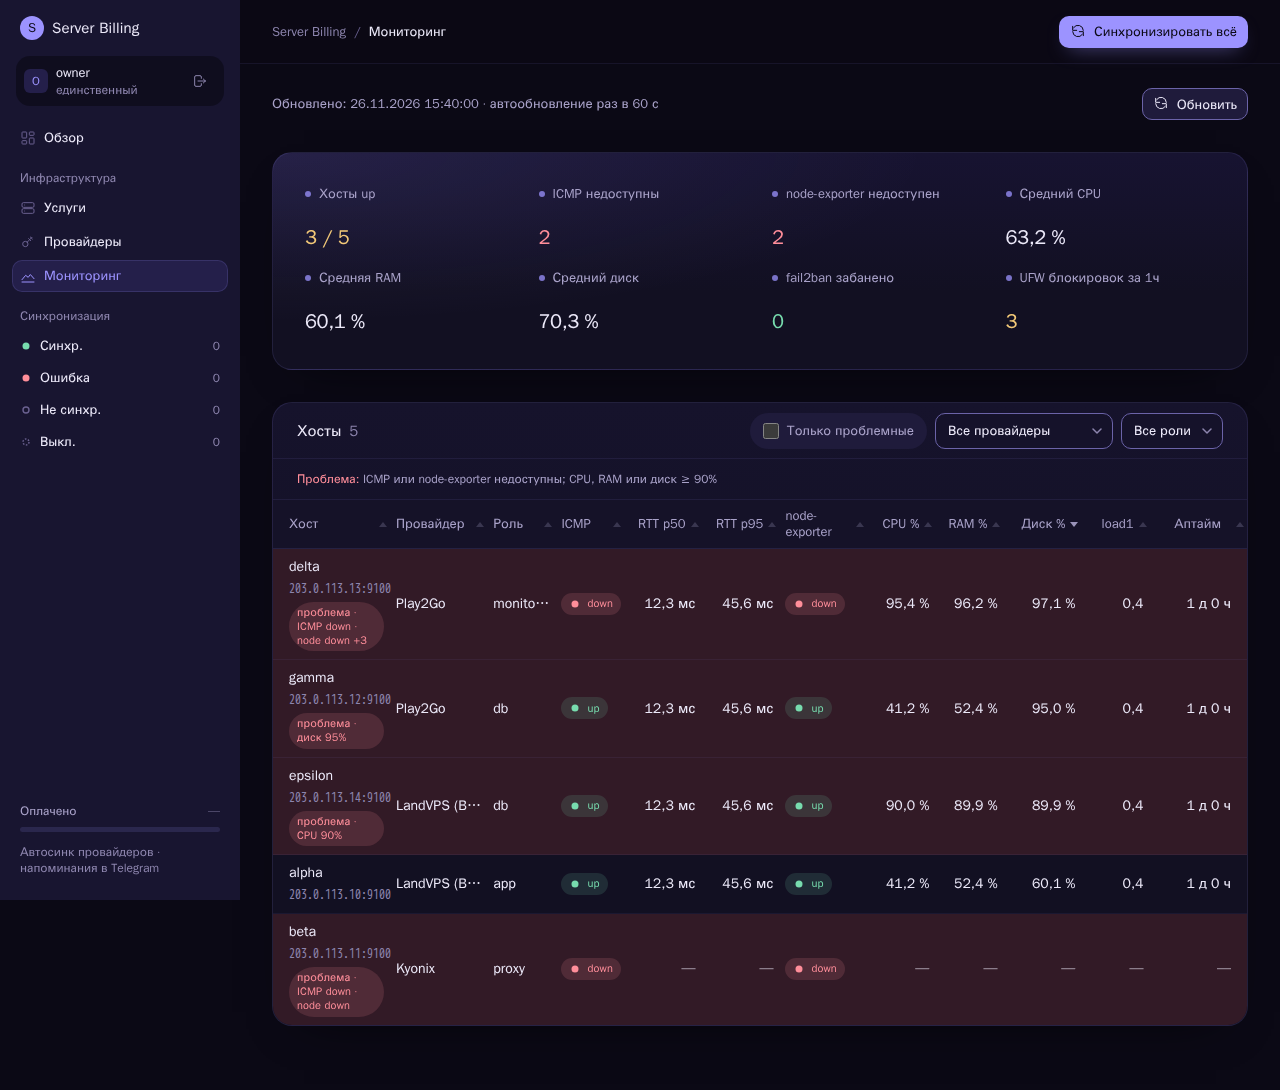 S Server Billing
O owner
единственный
Обзор
Инфраструктура
Услуги
Провайдеры
Мониторинг
Синхронизация
Синхр. 0
Ошибка 0
Не синхр. 0
Выкл. 0
Оплачено —
Автосинк провайдеров ·
напоминания в Telegram
Server Billing / Мониторинг
Синхронизировать всё
Обновлено: 26.11.2026 15:40:00 · автообновление раз в 60 с
Обновить
Хосты up
3 / 5
ICMP недоступны
2
node-exporter недоступен
2
Средний CPU
63,2 %
Средняя RAM
60,1 %
Средний диск
70,3 %
fail2ban забанено
0
UFW блокировок за 1ч
3
Хосты 5
Только проблемные
Все провайдеры
Все роли
Проблема: ICMP или node-exporter недоступны; CPU, RAM или диск ≥ 90%
Хост Провайдер Роль ICMP RTT p50 RTT p95 node-
exporter CPU % RAM % Диск % load1 Аптайм
delta
203.0.113.13:9100
проблема ·
ICMP down ·
node down +3
Play2Go monito… down 12,3 мс 45,6 мс down 95,4 % 96,2 % 97,1 % 0,4 1 д 0 ч
gamma
203.0.113.12:9100
проблема ·
диск 95%
Play2Go db up 12,3 мс 45,6 мс up 41,2 % 52,4 % 95,0 % 0,4 1 д 0 ч
epsilon
203.0.113.14:9100
проблема ·
CPU 90%
LandVPS (B… db up 12,3 мс 45,6 мс up 90,0 % 89,9 % 89,9 % 0,4 1 д 0 ч
alpha
203.0.113.10:9100
LandVPS (B… app up 12,3 мс 45,6 мс up 41,2 % 52,4 % 60,1 % 0,4 1 д 0 ч
beta
203.0.113.11:9100
проблема ·
ICMP down ·
node down
Kyonix proxy down — — down — — — — —